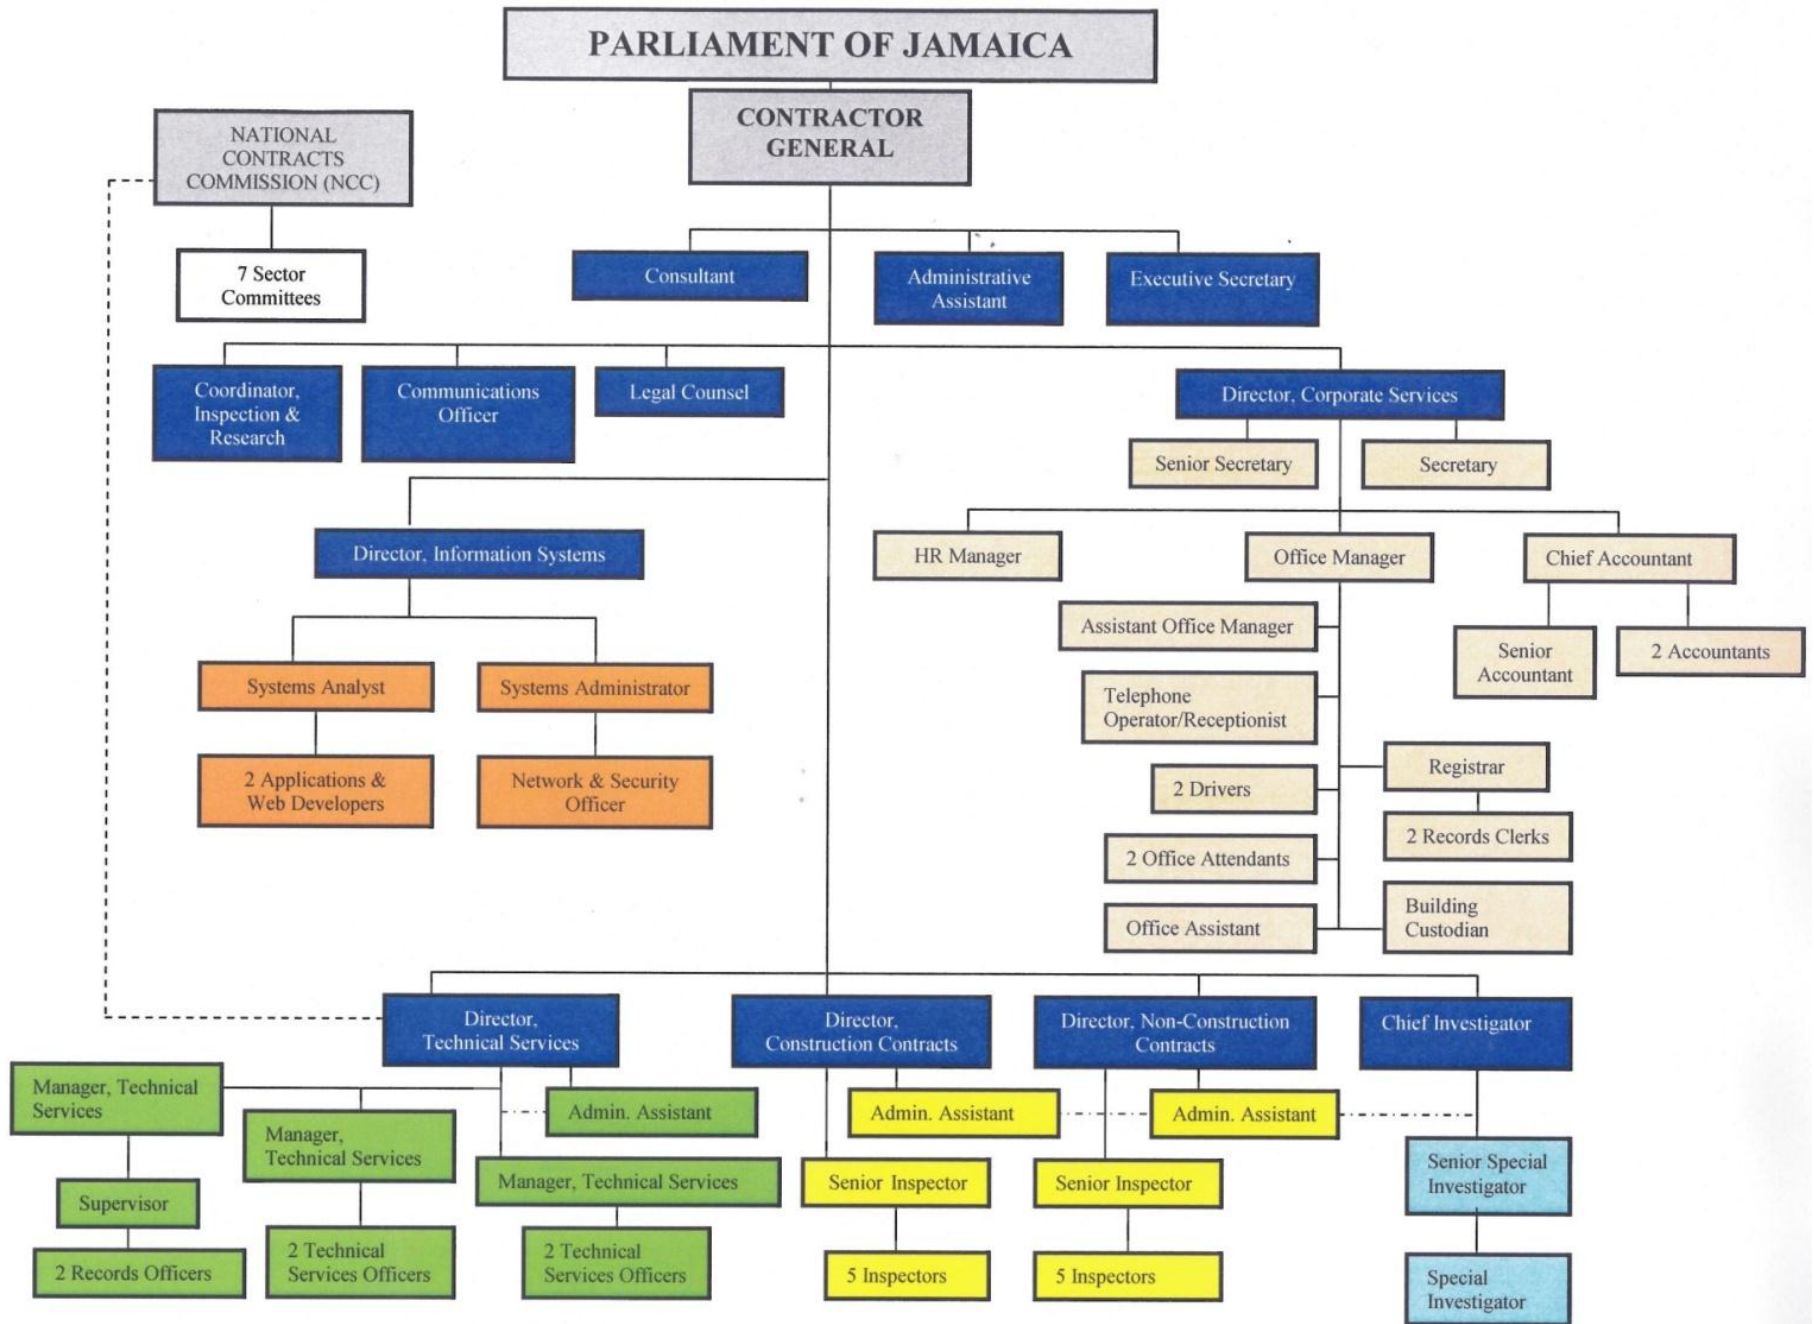 PARLIAMENT OF JAMAICA
CONTRACTOR
GENERAL
NATIONAL
CONTRACTS
COMMISSION (NCC)
7 Sector
Committees
Consultant
Administrative
Assistant
Executive Secretary
Coordinator,
Inspection &
Research
Communications
Officer
Legal Counsel
Director, Corporate Services
Senior Secretary
Secretary
Director, Information Systems
HR Manager
Office Manager
Chief Accountant
Assistant Office Manager
Senior
Accountant
2 Accountants
Systems Analyst
Systems Administrator
Telephone
Operator/Receptionist
2 Applications &
Web Developers
Network & Security
Officer
2 Drivers
Registrar
2 Office Attendants
2 Records Clerks
Office Assistant
Building
Custodian
Director,
Technical Services
Director,
Construction Contracts
Director, Non-Construction
Contracts
Chief Investigator
Manager, Technical
Services
Manager,
Technical Services
Admin. Assistant
Admin. Assistant
Admin. Assistant
Supervisor
Manager, Technical Services
Senior Inspector
Senior Inspector
Senior Special
Investigator
2 Records Officers
2 Technical
Services Officers
2 Technical
Services Officers
5 Inspectors
5 Inspectors
Special
Investigator